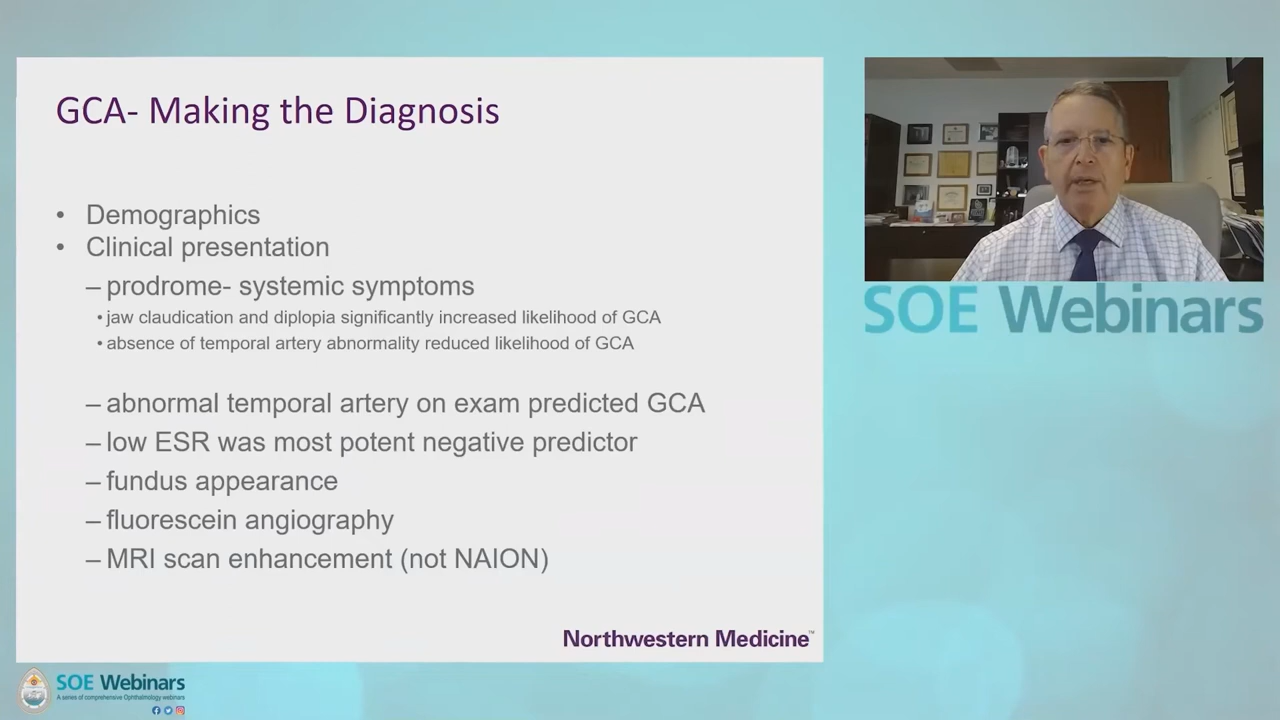 GCA- Making the Diagnosis
• Demographics
• Clinical presentation
– prodrome- systemic symptoms
• jaw claudication and diplopia significantly increased likelihood of GCA
• absence of temporal artery abnormality reduced likelihood of GCA
– abnormal temporal artery on exam predicted GCA
– low ESR was most potent negative predictor
– fundus appearance
– fluorescein angiography
– MRI scan enhancement (not NAION)
Northwestern Medicine™
SOE Webinars
SOE Webinars
A series of comprehensive Ophthalmology webinars